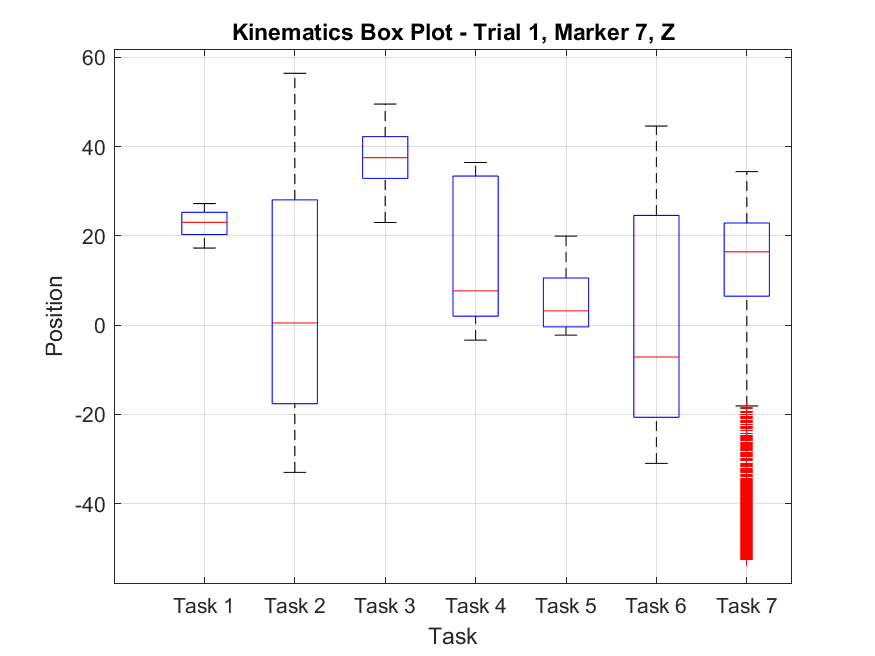 Kinematics Box Plot - Trial 1, Marker 7, Z
60
40
20
0
-20
-40
Position
Task 1 Task 2 Task 3 Task 4 Task 5 Task 6 Task 7
Task